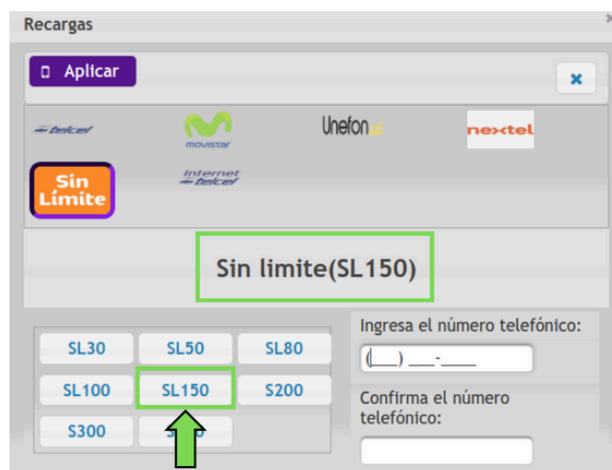 Recargas
Aplicar
telcel
movistar
Unefon
nextel
Sin
Límite
Internet
telcel
Sin limite(SL150)
SL30 SL50 SL80
SL100 SL150 S200
S300
Ingresa el número telefónico:
(___) ___-____
Confirma el número
telefónico: